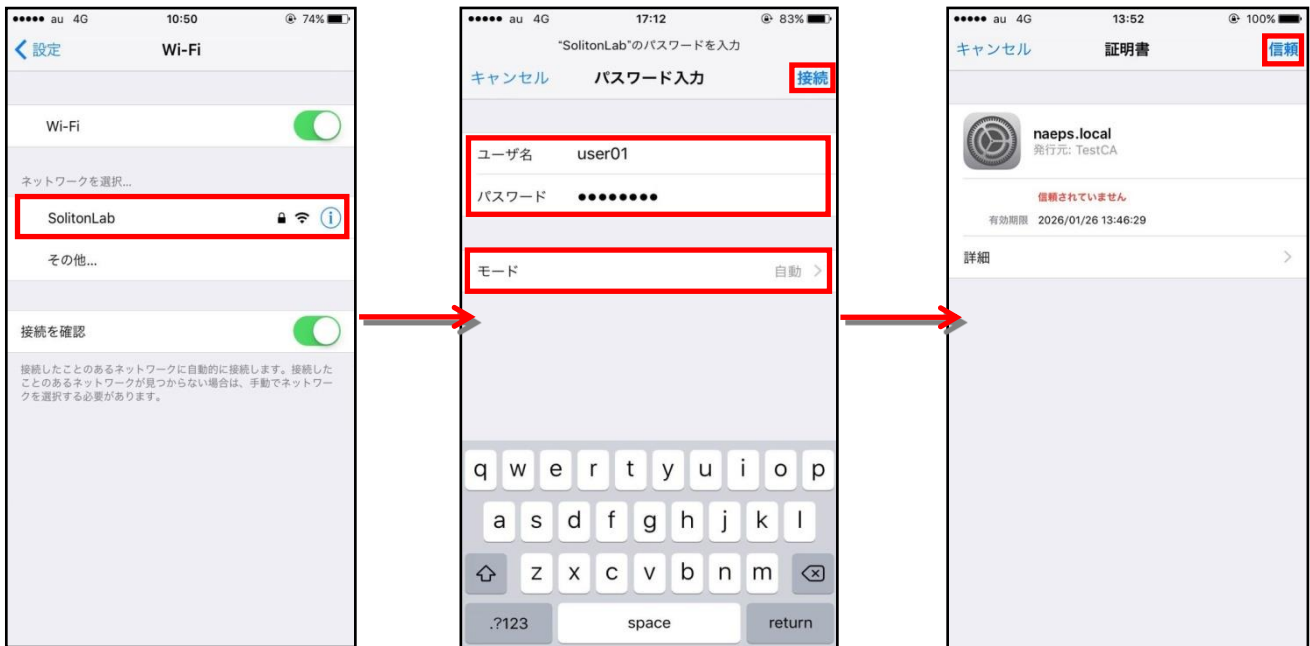 au 4G 10:50 74%
設定 Wi-Fi
Wi-Fi
ネットワークを選択...
SolitonLab
その他...
接続を確認
接続したことのあるネットワークに自動的に接続します。接続した
ことのあるネットワークが見つからない場合は、手動でネットワー
クを選択する必要があります。
au 4G 17:12 83%
"SolitonLab"のパスワードを入力
キャンセル パスワード入力 接続
ユーザ名 user01
パスワード ●●●●●●●●
モード 自動
q w e r t y u i o p
a s d f g h j k l
z x c v b n m
.?123 space return
au 4G 13:52 100%
キャンセル 証明書 信頼
naeps.local
発行元: TestCA
信頼されていません
有効期限 2026/01/26 13:46:29
詳細